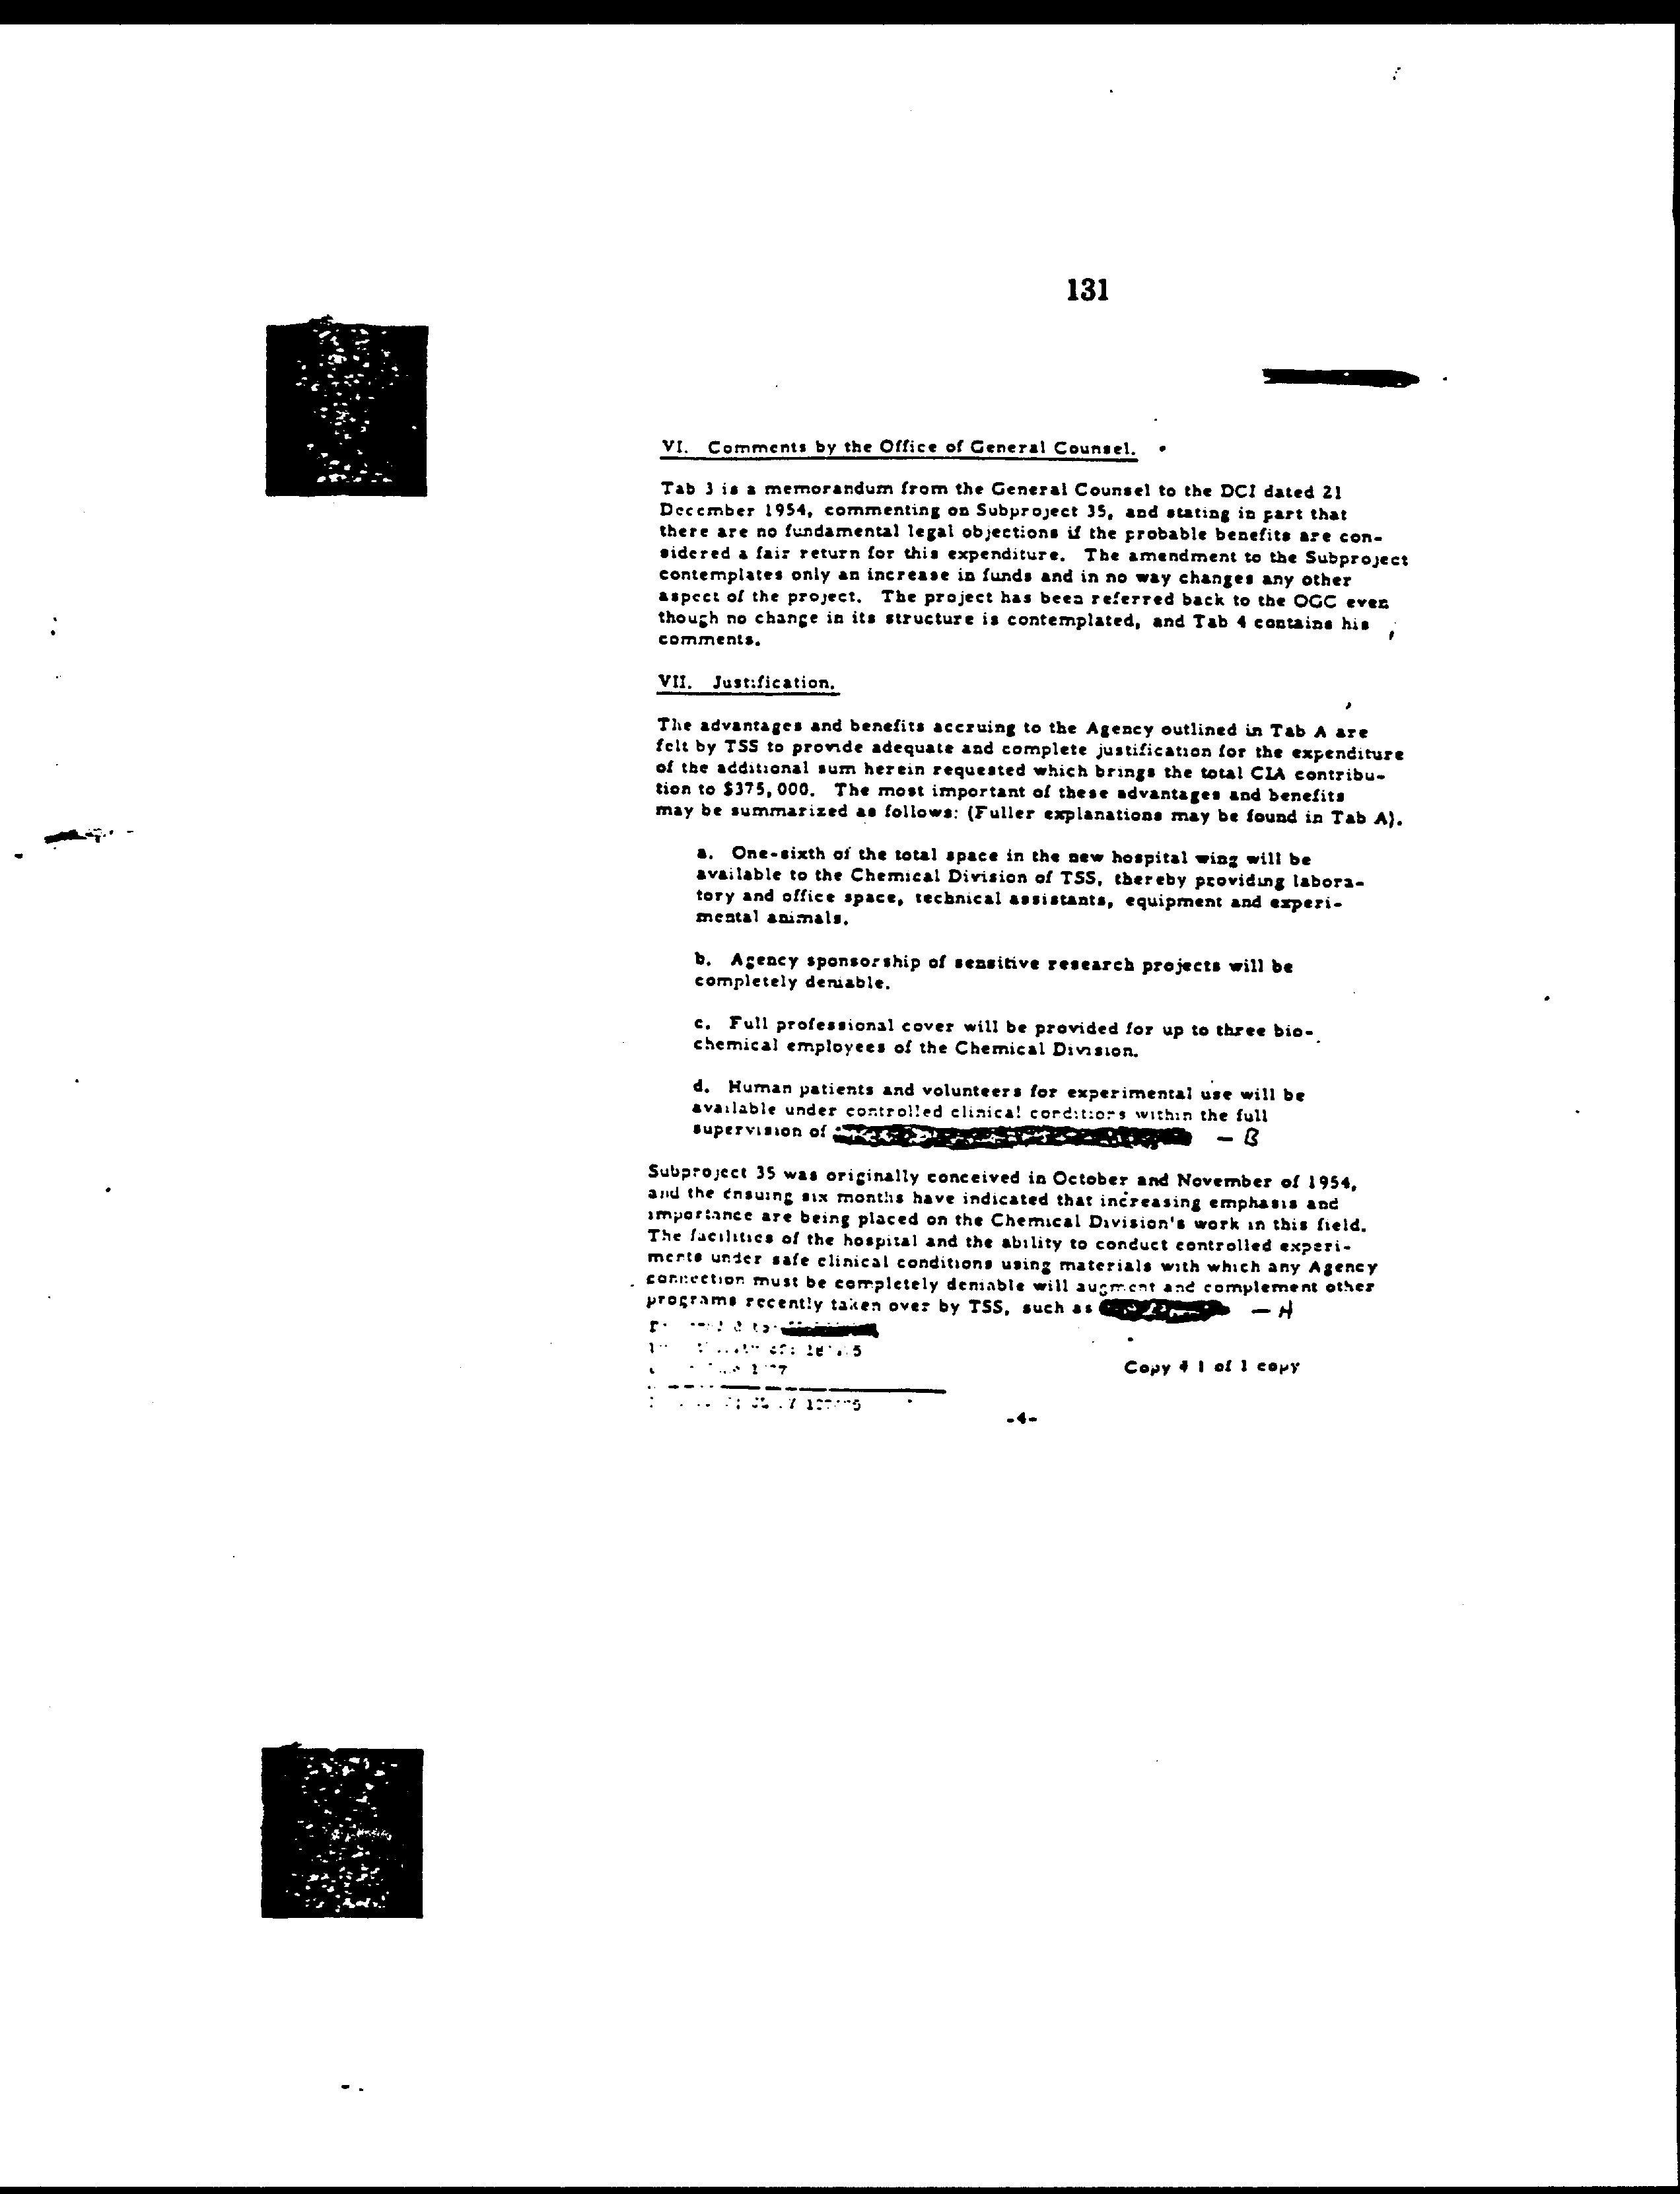 131
VI. Comments by the Office of General Counsel.
Tab 3 is a memorandum from the General Counsel to the DCI dated 21
December 1954, commenting on Subproject 35, and stating in part that
there are no fundamental legal objections if the probable benefits are con-
sidered a fair return for this expenditure. The amendment to the Subproject
contemplates only an increase in funds and in no way changes any other
aspect of the project. The project has been referred back to the OGC even
though no change in its structure is contemplated, and Tab 4 contains his
comments.
VII. Justification.
The advantages and benefits accruing to the Agency outlined in Tab A are
felt by TSS to provide adequate and complete justification for the expenditure
of the additional sum herein requested which brings the total CIA contribu-
tion to $375,000. The most important of these advantages and benefits
may be summarized as follows: (Fuller explanations may be found in Tab A).
a. One-sixth of the total space in the new hospital wing will be
available to the Chemical Division of TSS, thereby providing labora-
tory and office space, technical assistants, equipment and experi-
mental animals.
b. Agency sponsorship of sensitive research projects will be
completely deniable.
c. Full professional cover will be provided for up to three bio-
chemical employees of the Chemical Division.
d. Human patients and volunteers for experimental use will be
available under controlled clinical conditions within the full
supervision of - B
Subproject 35 was originally conceived in October and November of 1954,
and the ensuing six months have indicated that increasing emphasis and
importance are being placed on the Chemical Division's work in this field.
The facilities of the hospital and the ability to conduct controlled experi-
ments under safe clinical conditions using materials with which any Agency
connection must be completely deniable will augment and complement other
programs recently taken over by TSS, such as - H
Copy # 1 of 1 copy
-4-